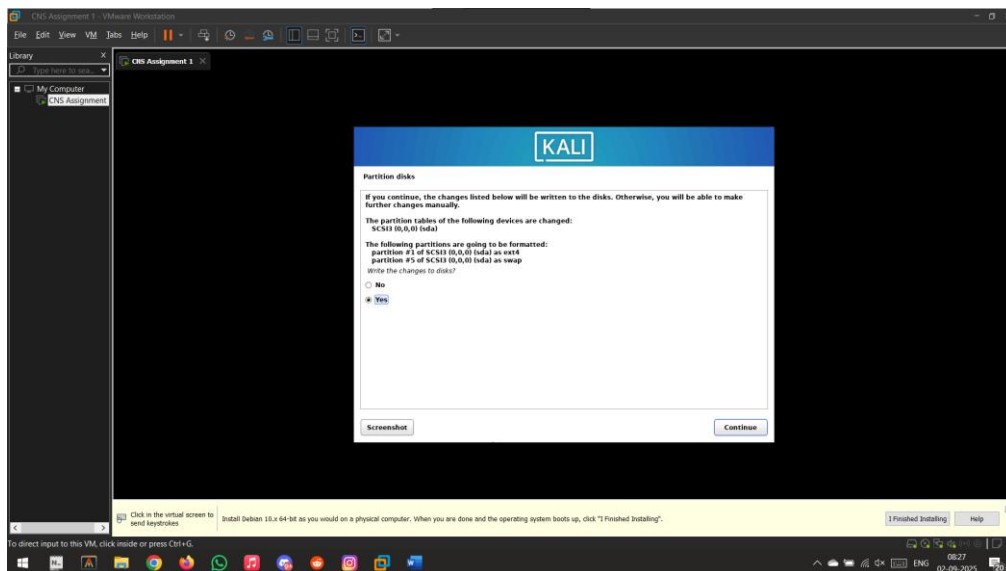 CNS Assignment 1 - VMware Workstation
File Edit View VM Tabs Help
Library
Type here to sea...
My Computer
CNS Assignment
CNS Assignment 1
KALI
Partition disks
If you continue, the changes listed below will be written to the disks. Otherwise, you will be able to make
further changes manually.
The partition tables of the following devices are changed:
SCSI3 (0,0,0) (sda)
The following partitions are going to be formatted:
partition #1 of SCSI3 (0,0,0) (sda) as ext4
partition #5 of SCSI3 (0,0,0) (sda) as swap
Write the changes to disks?
No
Yes
Screenshot
Continue
Click in the virtual screen to
send keystrokes
Install Debian 10.x 64-bit as you would on a physical computer. When you are done and the operating system boots up, click "I Finished Installing".
I Finished Installing
Help
To direct input to this VM, click inside or press Ctrl+G.
ENG
08:27
02-09-2025